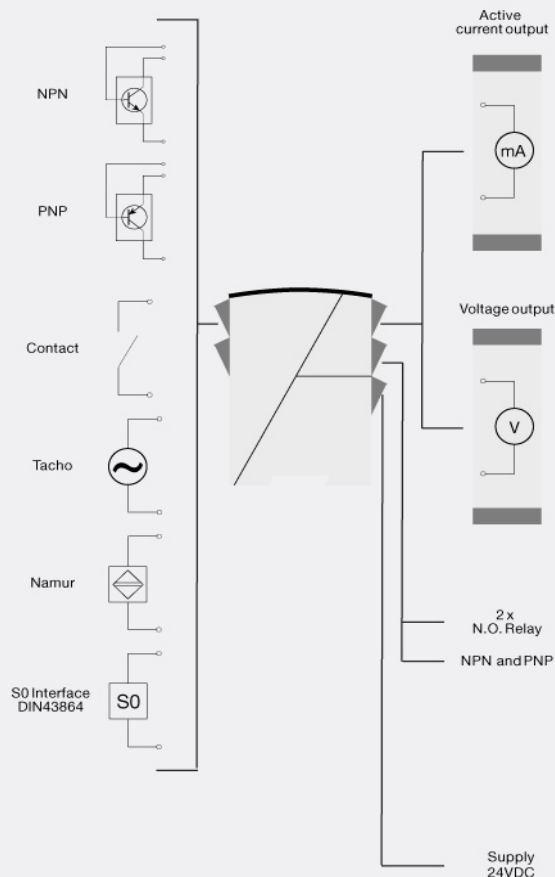 NPN
PNP
Contact
Tacho
Namur
S0 Interface
DIN43864
S0
Active
current output
mA
Voltage output
V
2 x
N.O. Relay
NPN and PNP
Supply
24VDC